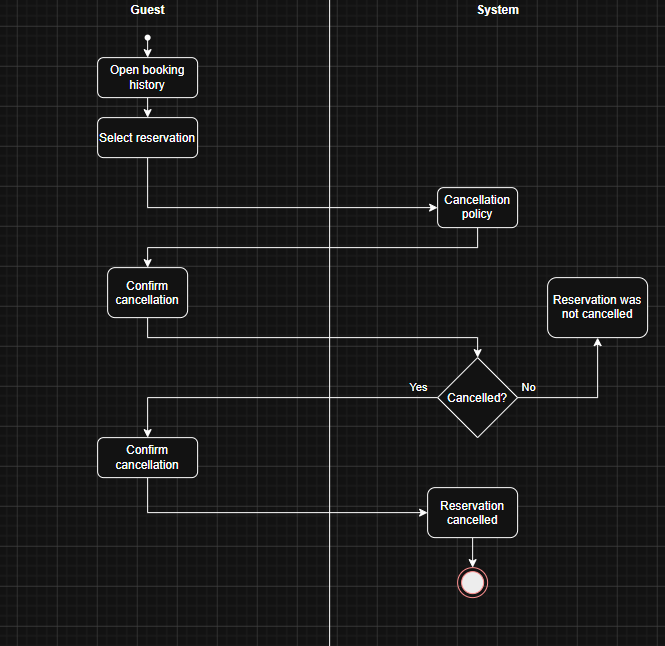 Guest
System
Open booking
history
Select reservation
Cancellation
policy
Confirm
cancellation
Reservation was
not cancelled
Yes
Cancelled?
No
Confirm
cancellation
Reservation
cancelled